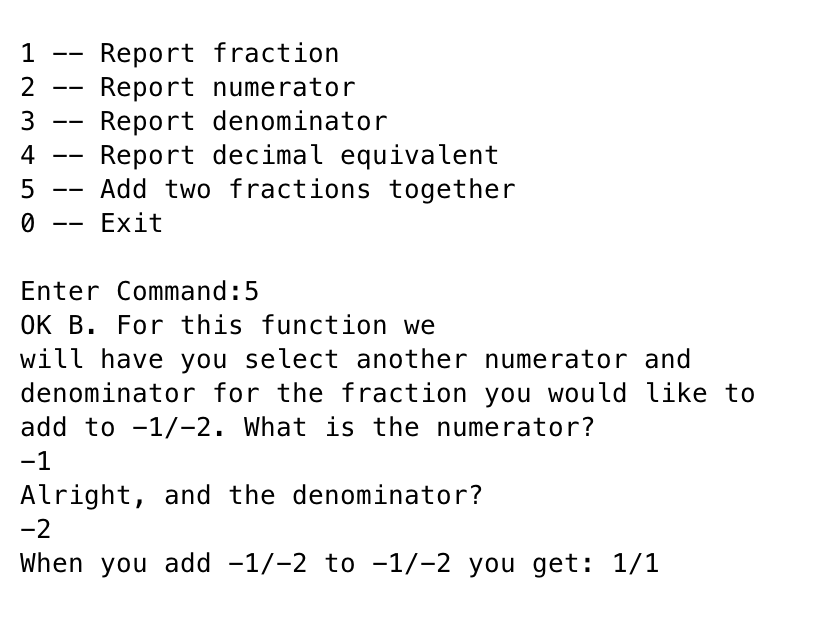 1 -- Report fraction
2 -- Report numerator
3 -- Report denominator
4 -- Report decimal equivalent
5 -- Add two fractions together
0 -- Exit
Enter Command:5
OK B. For this function we
will have you select another numerator and
denominator for the fraction you would like to
add to -1/-2. What is the numerator?
-1
Alright, and the denominator?
-2
When you add -1/-2 to -1/-2 you get: 1/1